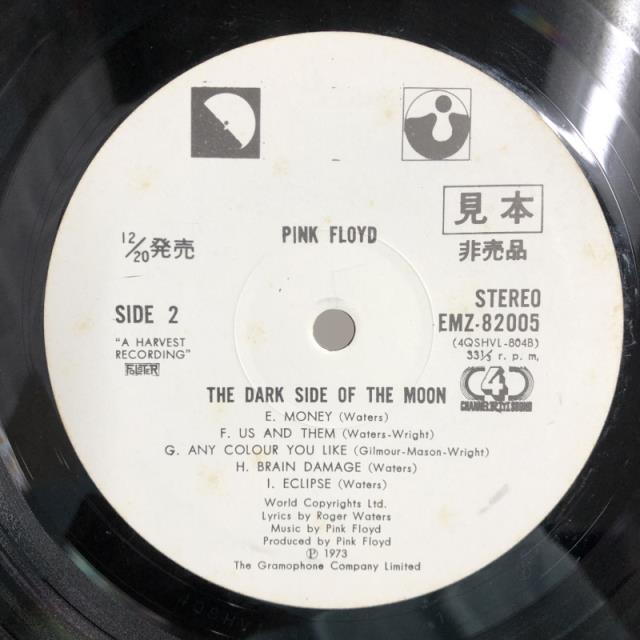 見本
PINK FLOYD
12/20発売
非売品
SIDE 2
STEREO
EMZ-82005
(4QSHVL-804B)
33⅓ r.p.m,
"A HARVEST
RECORDING"
THE DARK SIDE OF THE MOON
E. MONEY (Waters)
F. US AND THEM (Waters-Wright)
G. ANY COLOUR YOU LIKE (Gilmour-Mason-Wright)
H. BRAIN DAMAGE (Waters)
I. ECLIPSE (Waters)
World Copyrights Ltd.
Lyrics by Roger Waters
Music by Pink Floyd
Produced by Pink Floyd
℗ 1973
The Gramophone Company Limited